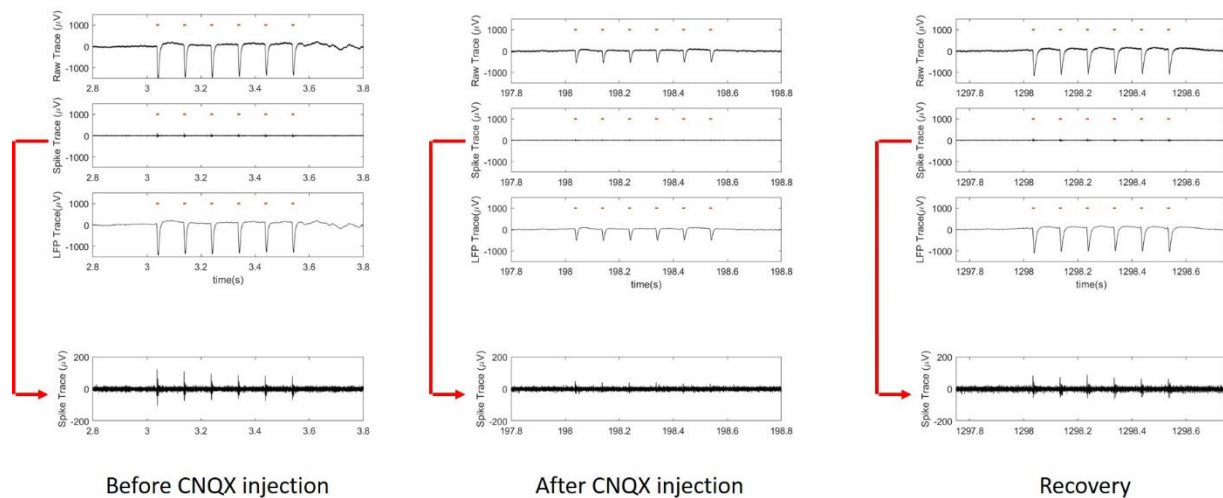 Raw Trace (μV)
1000
0
-1000
2.8 3 3.2 3.4 3.6 3.8
Spike Trace (μV)
1000
0
-1000
2.8 3 3.2 3.4 3.6 3.8
LFP Trace(μV)
1000
0
-1000
2.8 3 3.2 3.4 3.6 3.8
time(s)
Spike Trace (μV)
200
0
-200
2.8 3 3.2 3.4 3.6 3.8
Before CNQX injection
Raw Trace (μV)
1000
0
-1000
197.8 198 198.2 198.4 198.6 198.8
Spike Trace (μV)
1000
0
-1000
197.8 198 198.2 198.4 198.6 198.8
LFP Trace(μV)
1000
0
-1000
197.8 198 198.2 198.4 198.6 198.8
time(s)
Spike Trace (μV)
200
0
-200
197.8 198 198.2 198.4 198.6 198.8
After CNQX injection
Raw Trace (μV)
1000
0
-1000
1297.8 1298 1298.2 1298.4 1298.6
Spike Trace (μV)
1000
0
-1000
1297.8 1298 1298.2 1298.4 1298.6
LFP Trace(μV)
1000
0
-1000
1297.8 1298 1298.2 1298.4 1298.6
time(s)
Spike Trace (μV)
200
0
-200
1297.8 1298 1298.2 1298.4 1298.6
Recovery